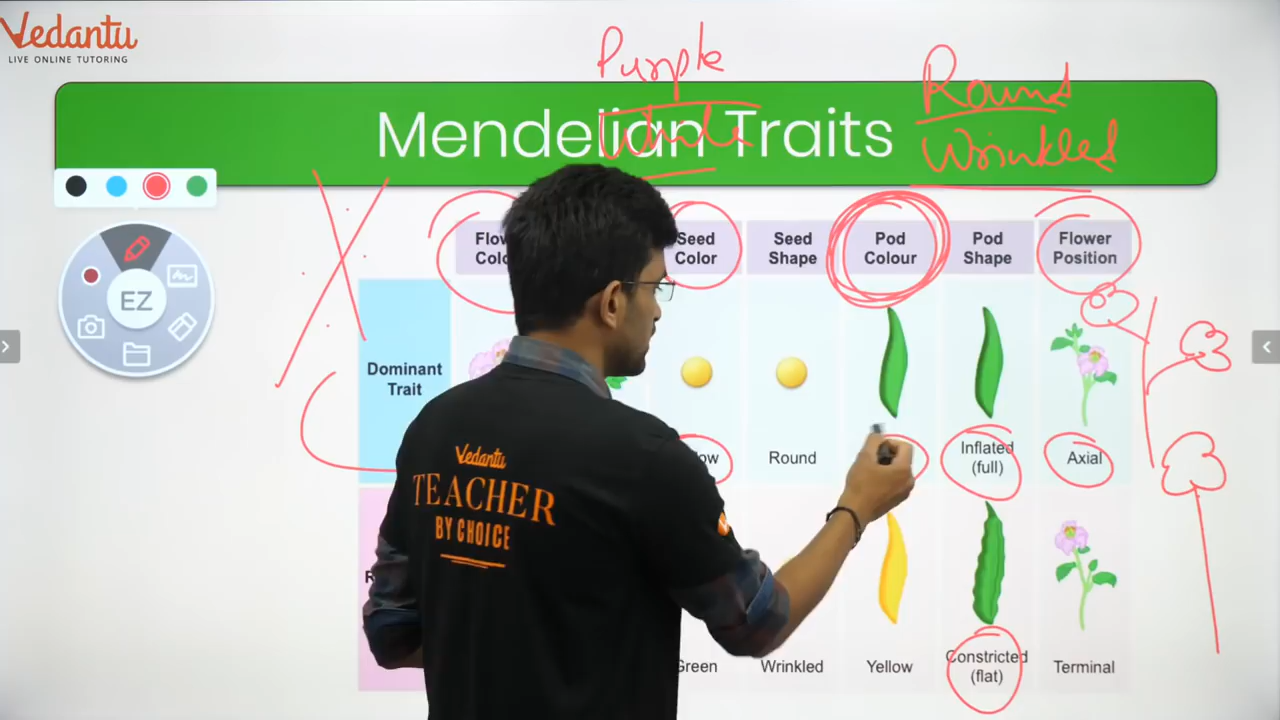 Vedantu
LIVE ONLINE TUTORING
Purple
White
Round
Wrinkled
Mendelian Traits
EZ
Seed
Color
Seed
Shape
Pod
Colour
Pod
Shape
Flower
Position
Dominant
Trait
Round
Inflated
(full)
Axial
Vedantu
TEACHER
BY CHOICE
Green
Wrinkled
Yellow
Constricted
(flat)
Terminal